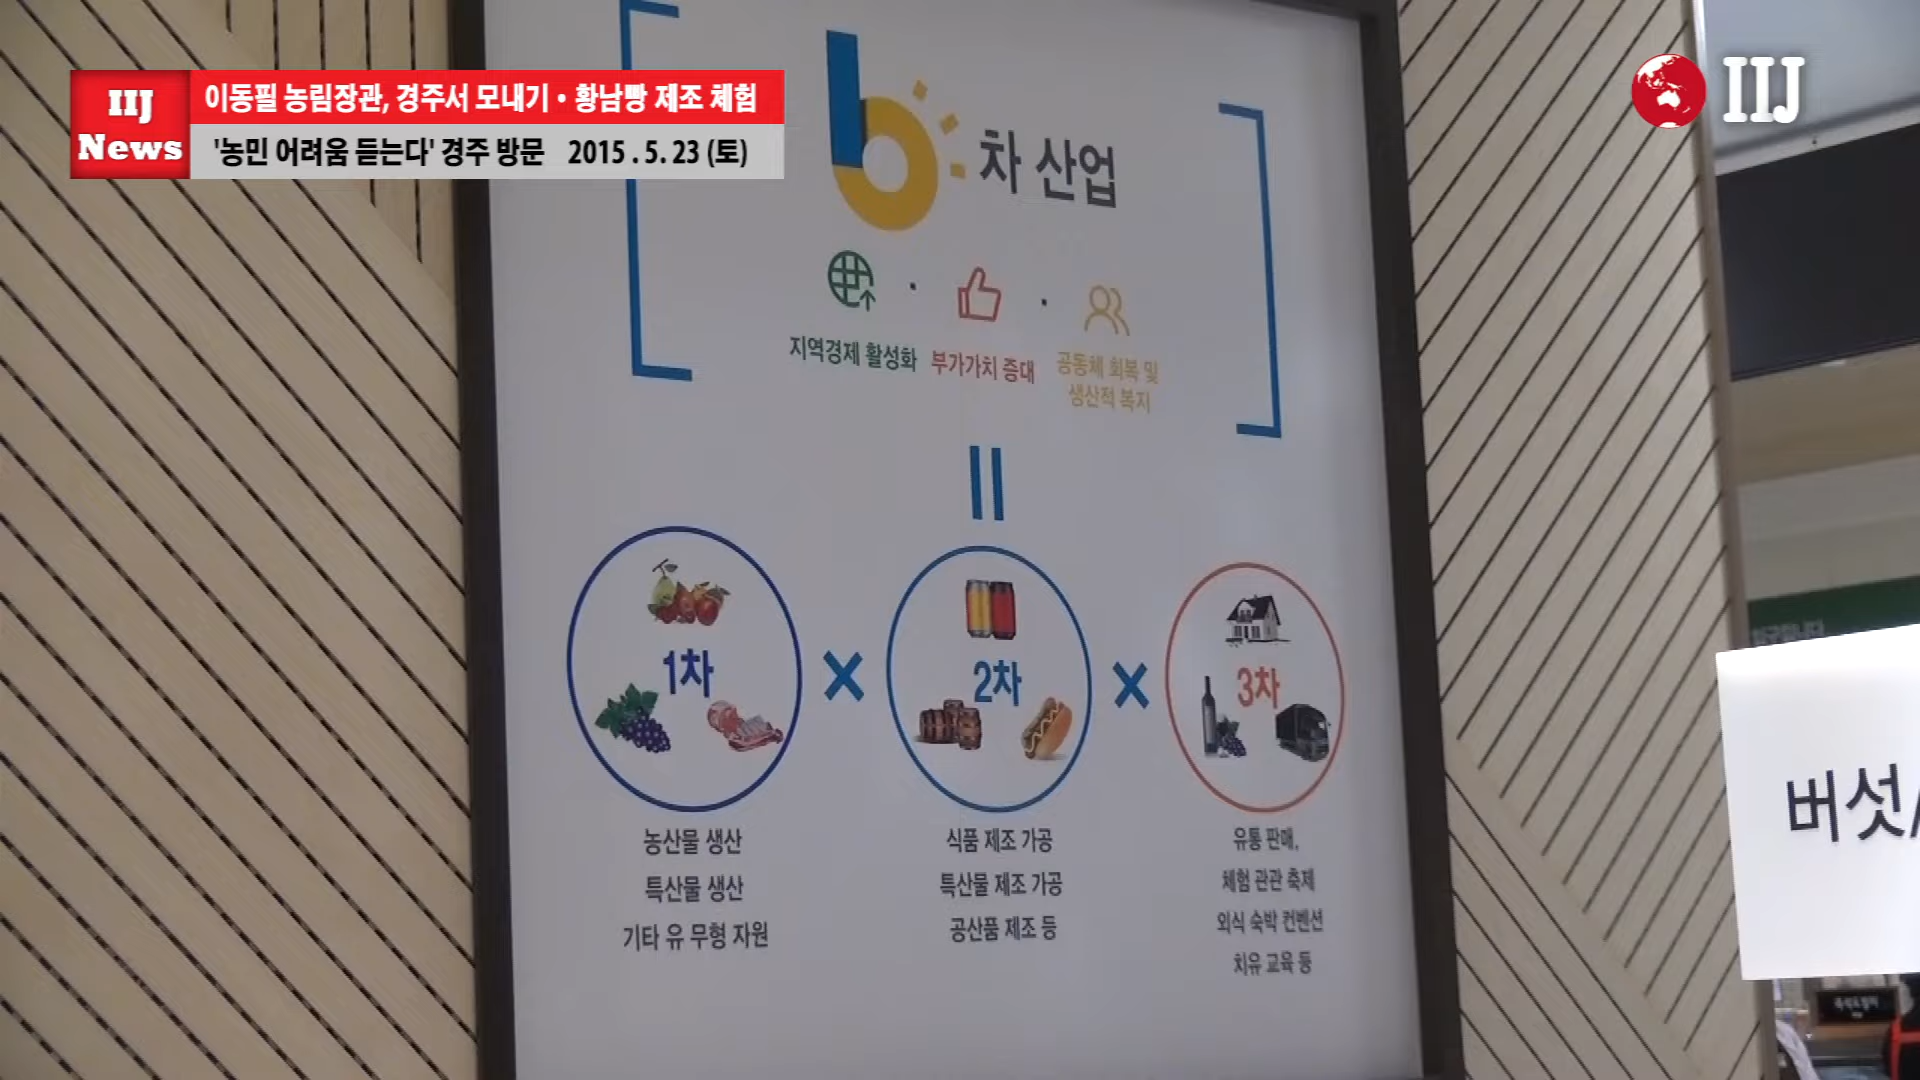 IIJ
News
이동필 농림장관, 경주서 모내기 • 황남빵 제조 체험
'농민 어려움 듣는다' 경주 방문 2015 . 5. 23 (토)
IIJ
6차 산업
지역경제 활성화
부가가치 증대
공동체 회복 및
생산적 복지
1차
×
2차
×
3차
농산물 생산
특산물 생산
기타 유 무형 자원
식품 제조 가공
특산물 제조 가공
공산품 제조 등
유통 판매,
체험 관관 축제
외식 숙박 컨벤션
치유 교육 등
버섯/